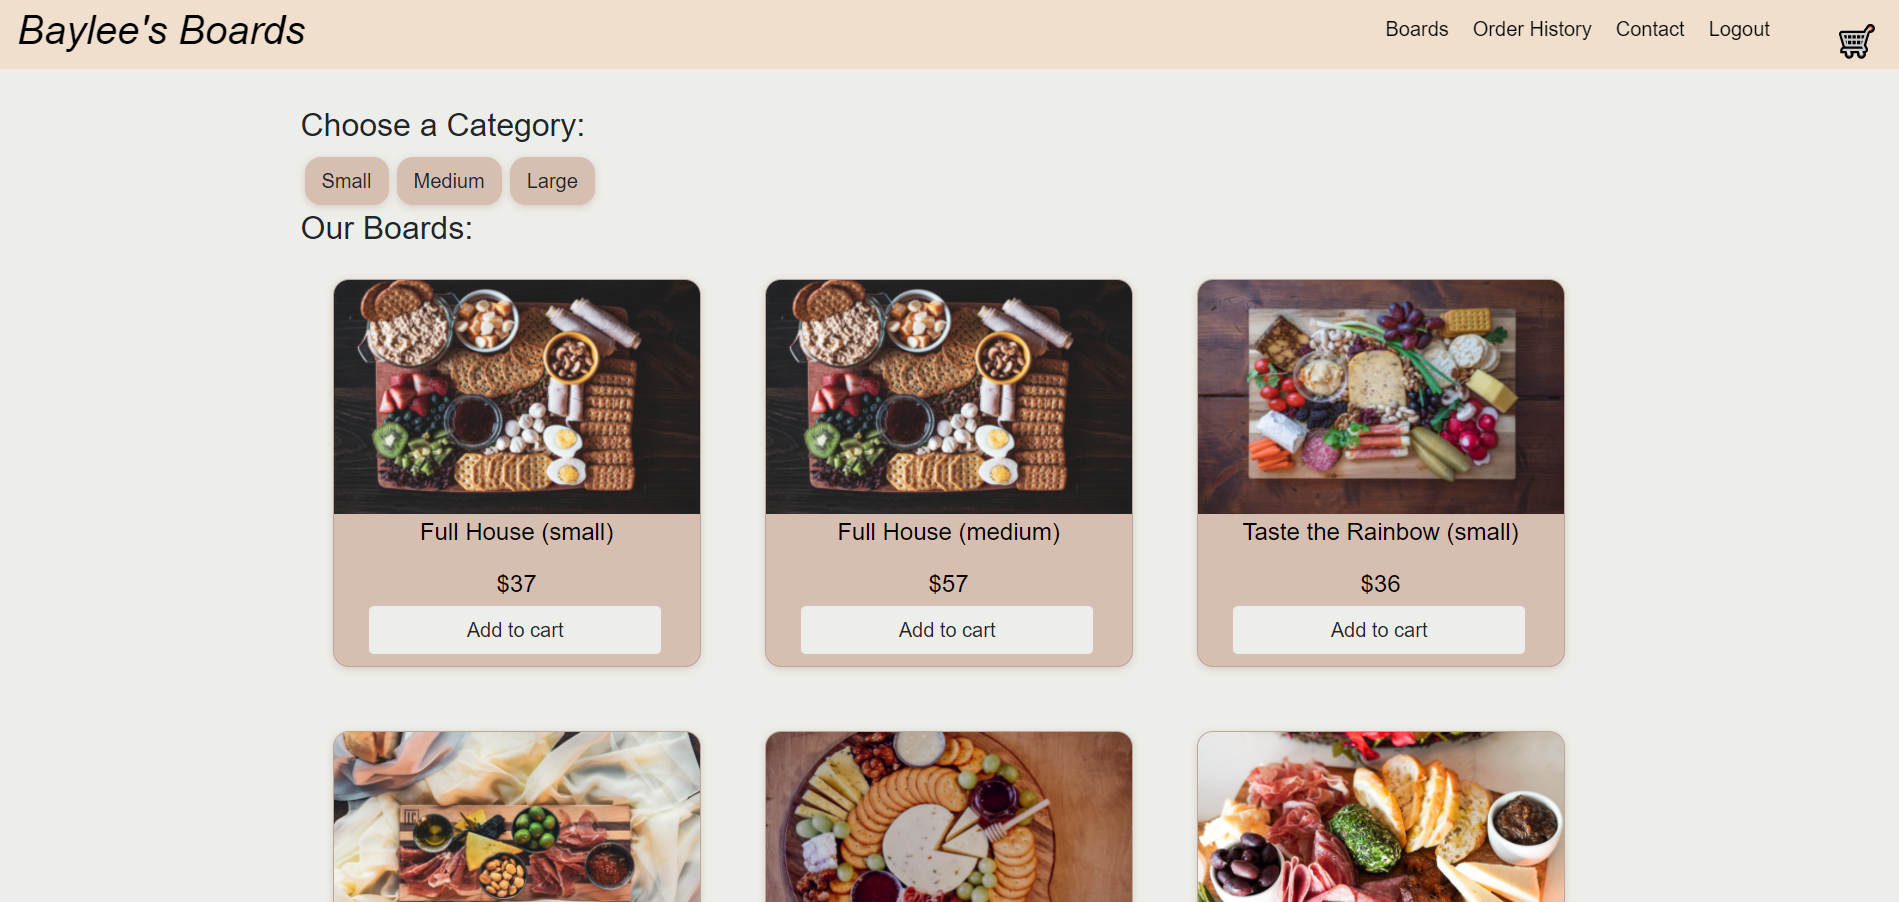 Baylee's Boards
Boards Order History Contact Logout
Choose a Category:
Small Medium Large
Our Boards:
Full House (small)
$37
Add to cart
Full House (medium)
$57
Add to cart
Taste the Rainbow (small)
$36
Add to cart